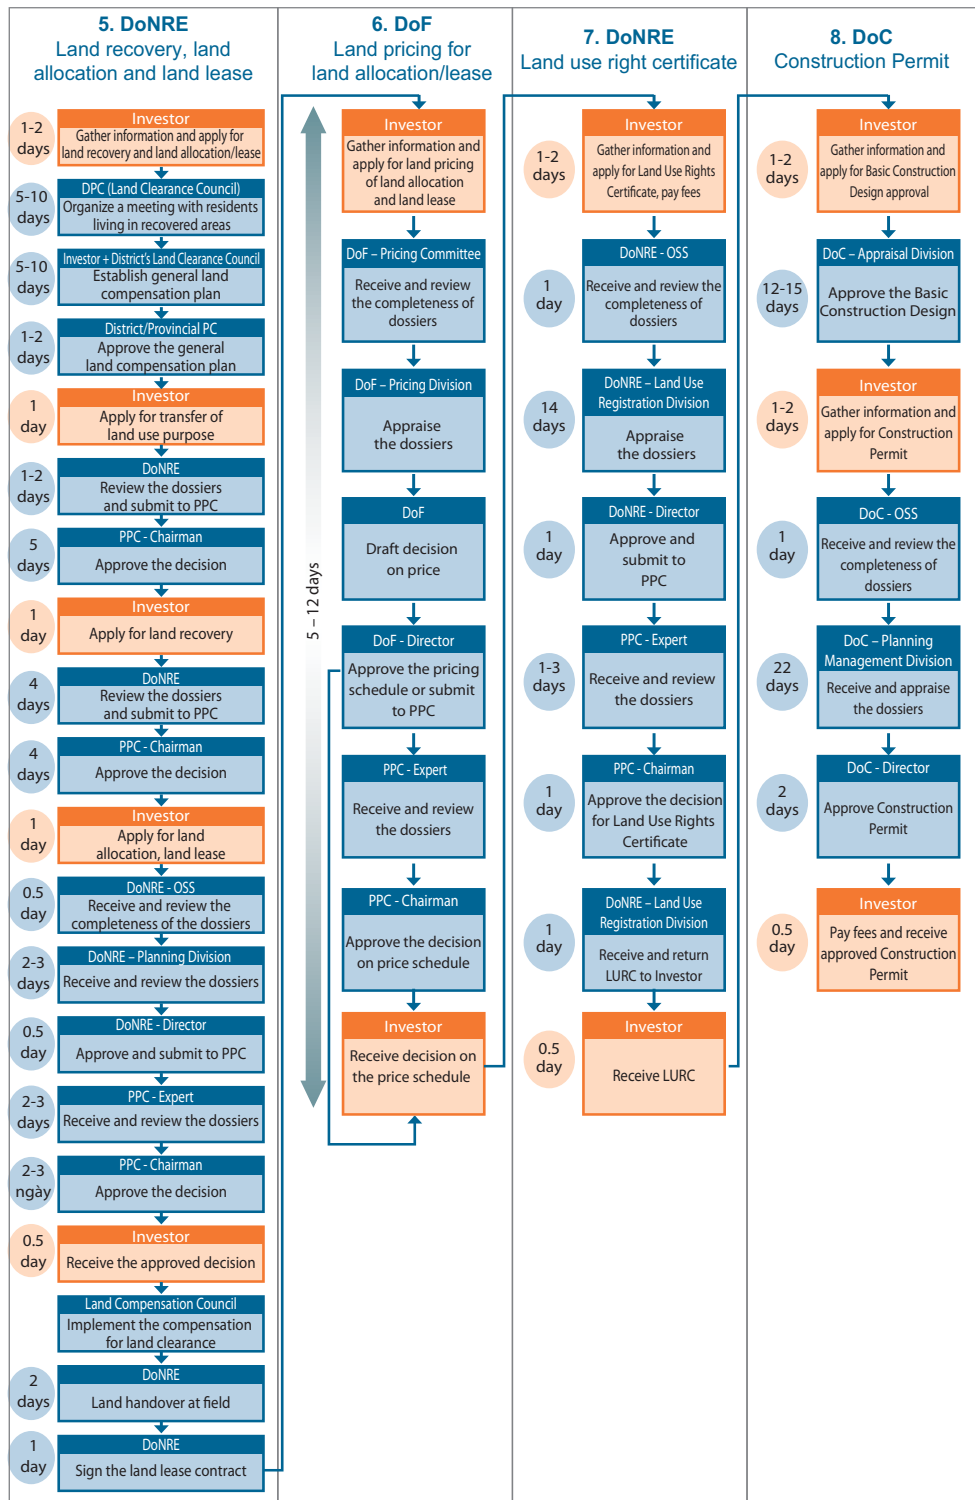 5. DoNRE
Land recovery, land
allocation and land lease
1-2
days
Investor
Gather information and apply for
land recovery and land allocation/lease
5-10
days
DPC (Land Clearance Council)
Organize a meeting with residents
living in recovered areas
5-10
days
Investor + District's Land Clearance Council
Establish general land
compensation plan
1-2
days
District/Provincial PC
Approve the general
land compensation plan
1
day
Investor
Apply for transfer of
land use purpose
1-2
days
DoNRE
Review the dossiers
and submit to PPC
5
days
PPC - Chairman
Approve the decision
1
day
Investor
Apply for land recovery
4
days
DoNRE
Review the dossiers
and submit to PPC
4
days
PPC - Chairman
Approve the decision
1
day
Investor
Apply for land
allocation, land lease
0.5
day
DoNRE - OSS
Receive and review the
completeness of the dossiers
2-3
days
DoNRE – Planning Division
Receive and review the dossiers
0.5
day
DoNRE - Director
Approve and submit to PPC
2-3
days
PPC - Expert
Receive and review the dossiers
2-3
ngày
PPC - Chairman
Approve the decision
0.5
day
Investor
Receive the approved decision
Land Compensation Council
Implement the compensation
for land clearance
2
days
DoNRE
Land handover at field
1
day
DoNRE
Sign the land lease contract
6. DoF
Land pricing for
land allocation/lease
5 – 12 days
Investor
Gather information and
apply for land pricing
of land allocation
and land lease
DoF – Pricing Committee
Receive and review
the completeness of
dossiers
DoF – Pricing Division
Appraise
the dossiers
DoF
Draft decision
on price
DoF - Director
Approve the pricing
schedule or submit
to PPC
PPC - Expert
Receive and review
the dossiers
PPC - Chairman
Approve the decision
on price schedule
Investor
Receive decision on
the price schedule
7. DoNRE
Land use right certificate
1-2
days
Investor
Gather information and
apply for Land Use Rights
Certificate, pay fees
1
day
DoNRE - OSS
Receive and review the
completeness of
dossiers
14
days
DoNRE – Land Use
Registration Division
Appraise
the dossiers
1
day
DoNRE - Director
Approve and
submit to
PPC
1-3
days
PPC - Expert
Receive and review
the dossiers
1
day
PPC - Chairman
Approve the decision
for Land Use Rights
Certificate
1
day
DoNRE – Land Use
Registration Division
Receive and return
LURC to Investor
0.5
day
Investor
Receive LURC
8. DoC
Construction Permit
1-2
days
Investor
Gather information and
apply for Basic Construction
Design approval
12-15
days
DoC – Appraisal Division
Approve the Basic
Construction Design
1-2
days
Investor
Gather information and
apply for Construction
Permit
1
day
DoC - OSS
Receive and review the
completeness of
dossiers
22
days
DoC – Planning
Management Division
Receive and appraise
the dossiers
2
days
DoC - Director
Approve Construction
Permit
0.5
day
Investor
Pay fees and receive
approved Construction
Permit